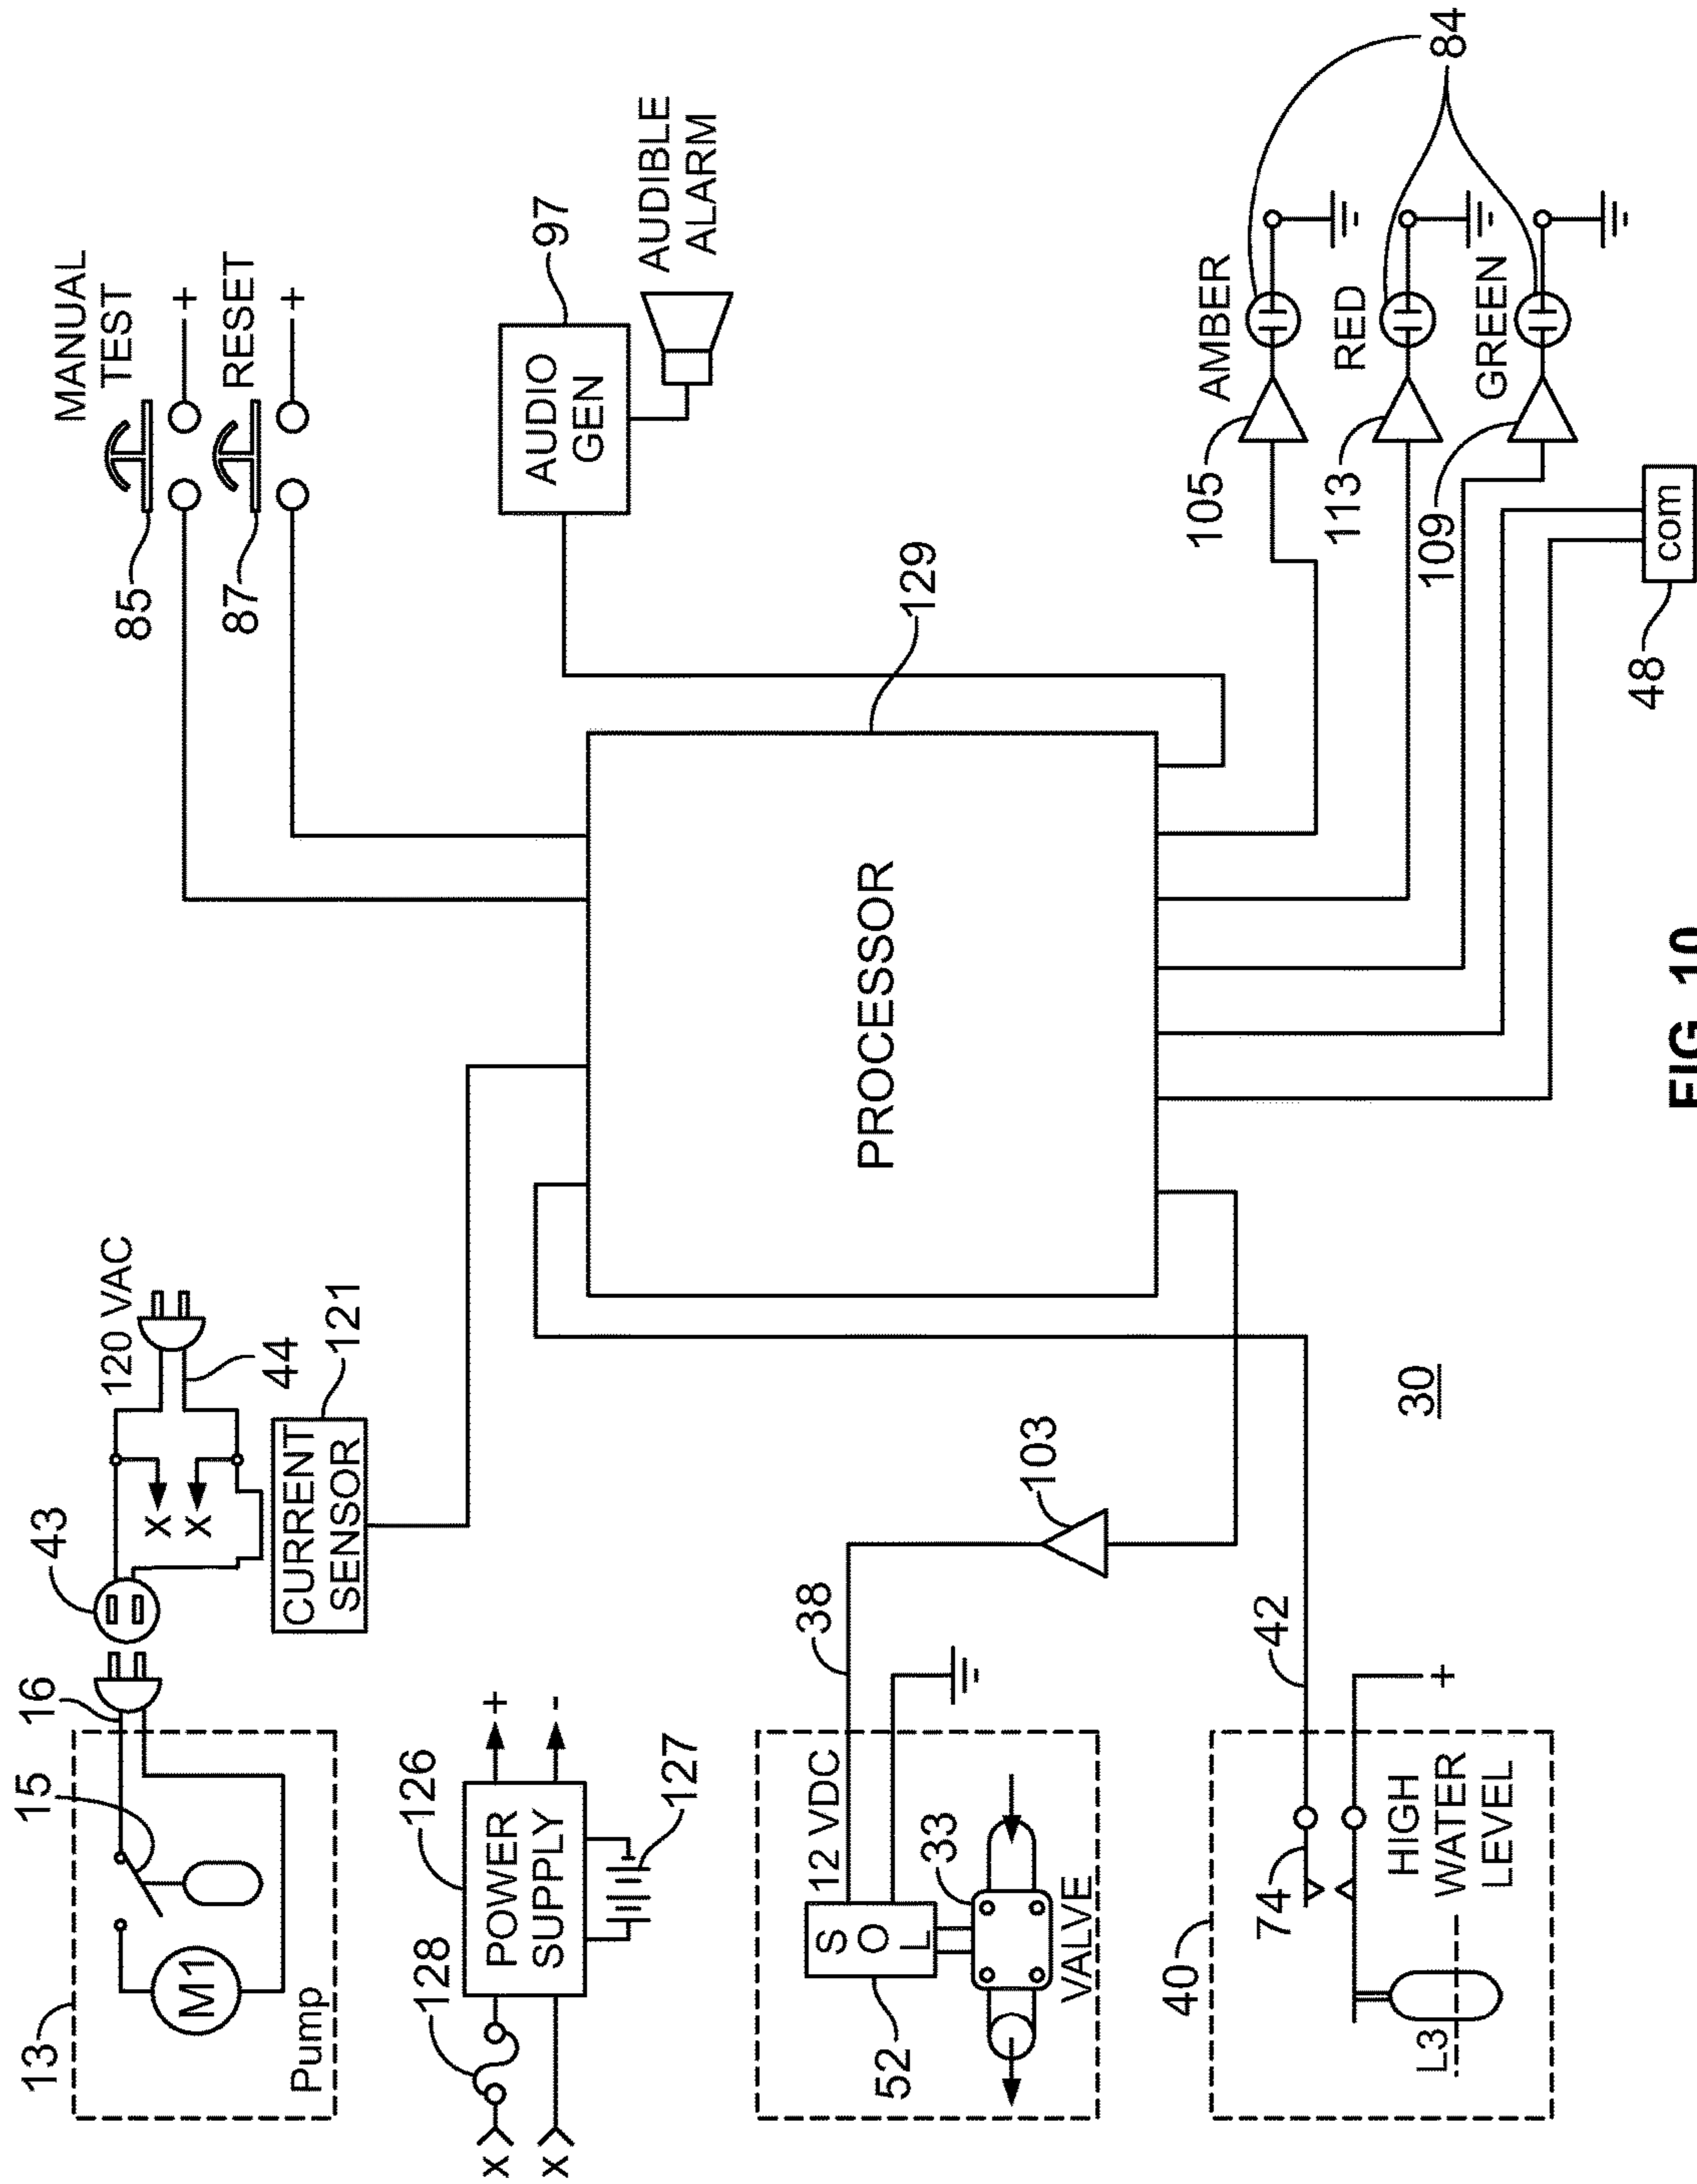 13
15
16
43
120 VAC
44
X
X
M1
Pump
CURRENT
SENSOR
121
MANUAL
TEST
+
85
RESET
+
87
X
X
128
126
POWER
SUPPLY
+
-
127
AUDIO
GEN
97
AUDIBLE
ALARM
PROCESSOR
129
52
S
O
L
12 VDC
33
VALVE
38
103
40
L3
74
HIGH
WATER
LEVEL
+
42
30
105
AMBER
113
RED
109
GREEN
84
48
com
FIG. 10